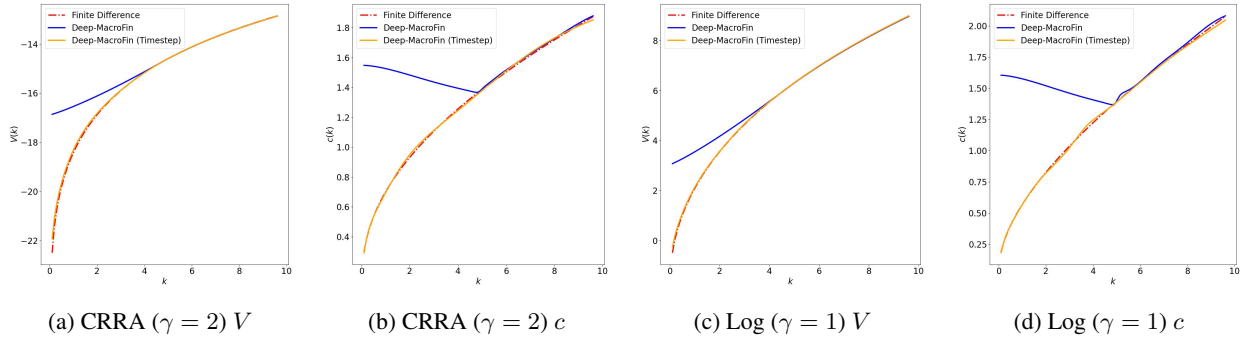 Finite Difference
Deep-MacroFin
Deep-MacroFin (Timestep)
−14
−16
−18
−20
−22
V(k)
0 2 4 6 8 10
k
Finite Difference
Deep-MacroFin
Deep-MacroFin (Timestep)
1.8
1.6
1.4
1.2
1.0
0.8
0.6
0.4
c(k)
0 2 4 6 8 10
k
Finite Difference
Deep-MacroFin
Deep-MacroFin (Timestep)
8
6
4
2
0
V(k)
0 2 4 6 8 10
k
Finite Difference
Deep-MacroFin
Deep-MacroFin (Timestep)
2.00
1.75
1.50
1.25
1.00
0.75
0.50
0.25
c(k)
0 2 4 6 8 10
k
(a) CRRA (γ = 2) V
(b) CRRA (γ = 2) c
(c) Log (γ = 1) V
(d) Log (γ = 1) c